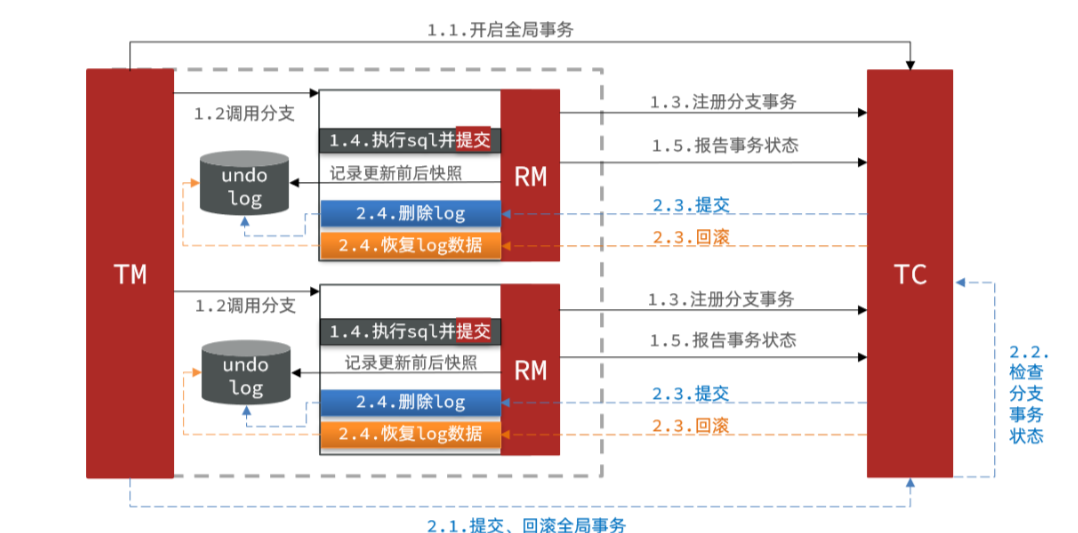 1.1.开启全局事务
1.2调用分支
1.3.注册分支事务
1.4.执行sql并提交
1.5.报告事务状态
undo
log
记录更新前后快照
RM
2.4.删除log
2.3.提交
2.4.恢复log数据
2.3.回滚
TM
TC
1.2调用分支
1.3.注册分支事务
1.4.执行sql并提交
1.5.报告事务状态
undo
log
记录更新前后快照
RM
2.2.
检查
分支
事务
状态
2.4.删除log
2.3.提交
2.4.恢复log数据
2.3.回滚
2.1.提交、回滚全局事务